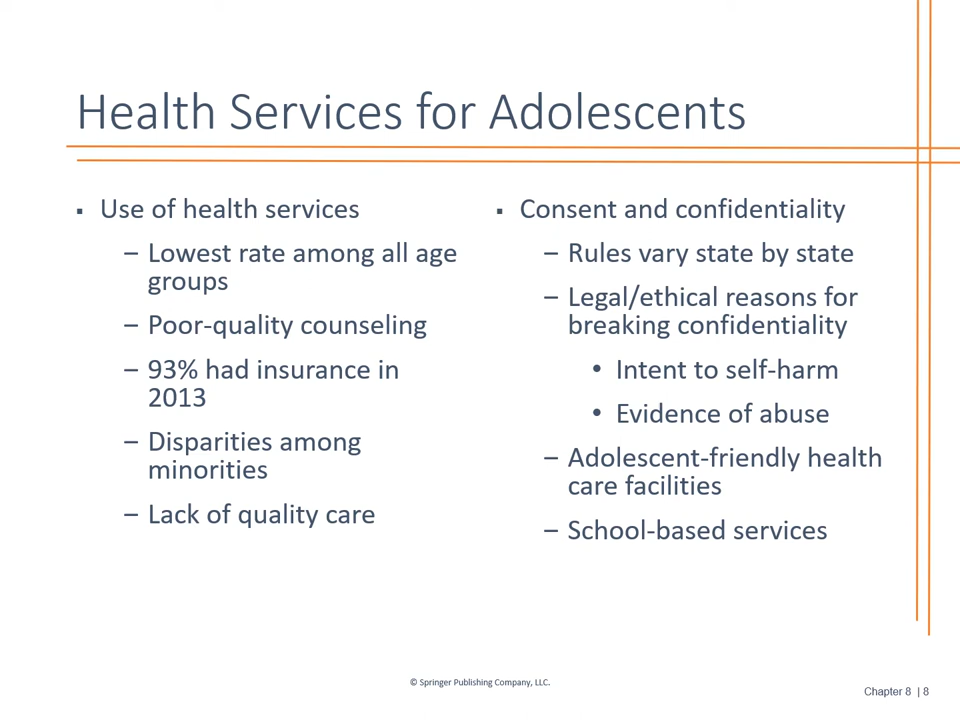 Health Services for Adolescents
▪ Use of health services
– Lowest rate among all age
groups
– Poor-quality counseling
– 93% had insurance in
2013
– Disparities among
minorities
– Lack of quality care
▪ Consent and confidentiality
– Rules vary state by state
– Legal/ethical reasons for
breaking confidentiality
• Intent to self-harm
• Evidence of abuse
– Adolescent-friendly health
care facilities
– School-based services
© Springer Publishing Company, LLC.
Chapter 8 | 8